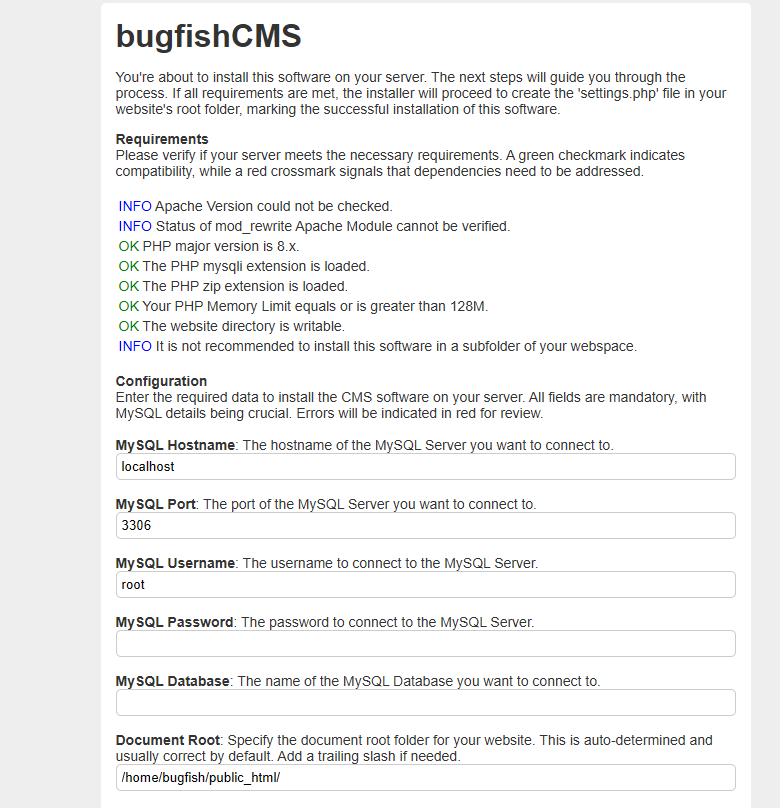 bugfishCMS
You're about to install this software on your server. The next steps will guide you through the
process. If all requirements are met, the installer will proceed to create the 'settings.php' file in your
website's root folder, marking the successful installation of this software.
Requirements
Please verify if your server meets the necessary requirements. A green checkmark indicates
compatibility, while a red crossmark signals that dependencies need to be addressed.
INFO Apache Version could not be checked.
INFO Status of mod_rewrite Apache Module cannot be verified.
OK PHP major version is 8.x.
OK The PHP mysqli extension is loaded.
OK The PHP zip extension is loaded.
OK Your PHP Memory Limit equals or is greater than 128M.
OK The website directory is writable.
INFO It is not recommended to install this software in a subfolder of your webspace.
Configuration
Enter the required data to install the CMS software on your server. All fields are mandatory, with
MySQL details being crucial. Errors will be indicated in red for review.
MySQL Hostname: The hostname of the MySQL Server you want to connect to.
localhost
MySQL Port: The port of the MySQL Server you want to connect to.
3306
MySQL Username: The username to connect to the MySQL Server.
root
MySQL Password: The password to connect to the MySQL Server.
MySQL Database: The name of the MySQL Database you want to connect to.
Document Root: Specify the document root folder for your website. This is auto-determined and
usually correct by default. Add a trailing slash if needed.
/home/bugfish/public_html/